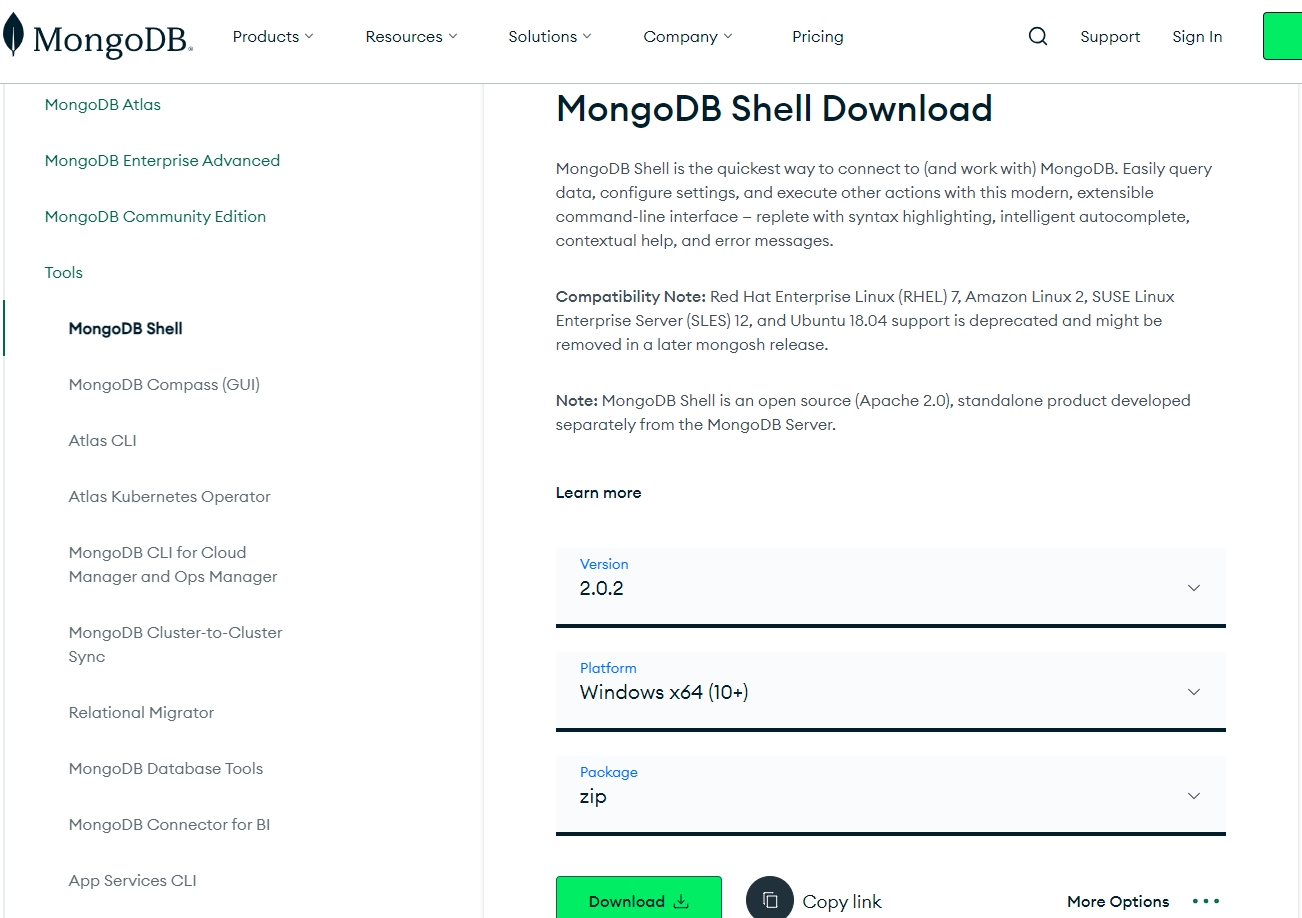 MongoDB.
Products
Resources
Solutions
Company
Pricing
Support
Sign In
MongoDB Atlas
MongoDB Enterprise Advanced
MongoDB Community Edition
Tools
MongoDB Shell
MongoDB Compass (GUI)
Atlas CLI
Atlas Kubernetes Operator
MongoDB CLI for Cloud
Manager and Ops Manager
MongoDB Cluster-to-Cluster
Sync
Relational Migrator
MongoDB Database Tools
MongoDB Connector for BI
App Services CLI
MongoDB Shell Download
MongoDB Shell is the quickest way to connect to (and work with) MongoDB. Easily query
data, configure settings, and execute other actions with this modern, extensible
command-line interface — replete with syntax highlighting, intelligent autocomplete,
contextual help, and error messages.
Compatibility Note: Red Hat Enterprise Linux (RHEL) 7, Amazon Linux 2, SUSE Linux
Enterprise Server (SLES) 12, and Ubuntu 18.04 support is deprecated and might be
removed in a later mongosh release.
Note: MongoDB Shell is an open source (Apache 2.0), standalone product developed
separately from the MongoDB Server.
Learn more
Version
2.0.2
Platform
Windows x64 (10+)
Package
zip
Download
Copy link
More Options